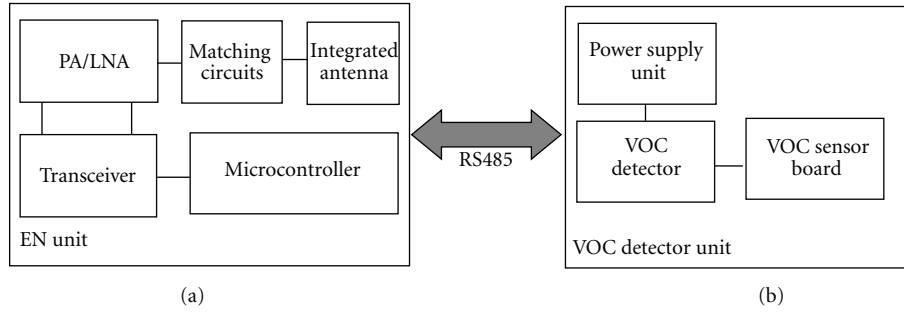 PA/LNA
Matching
circuits
Integrated
antenna
Transceiver
Microcontroller
EN unit
RS485
Power supply
unit
VOC
detector
VOC sensor
board
VOC detector unit
(a)
(b)